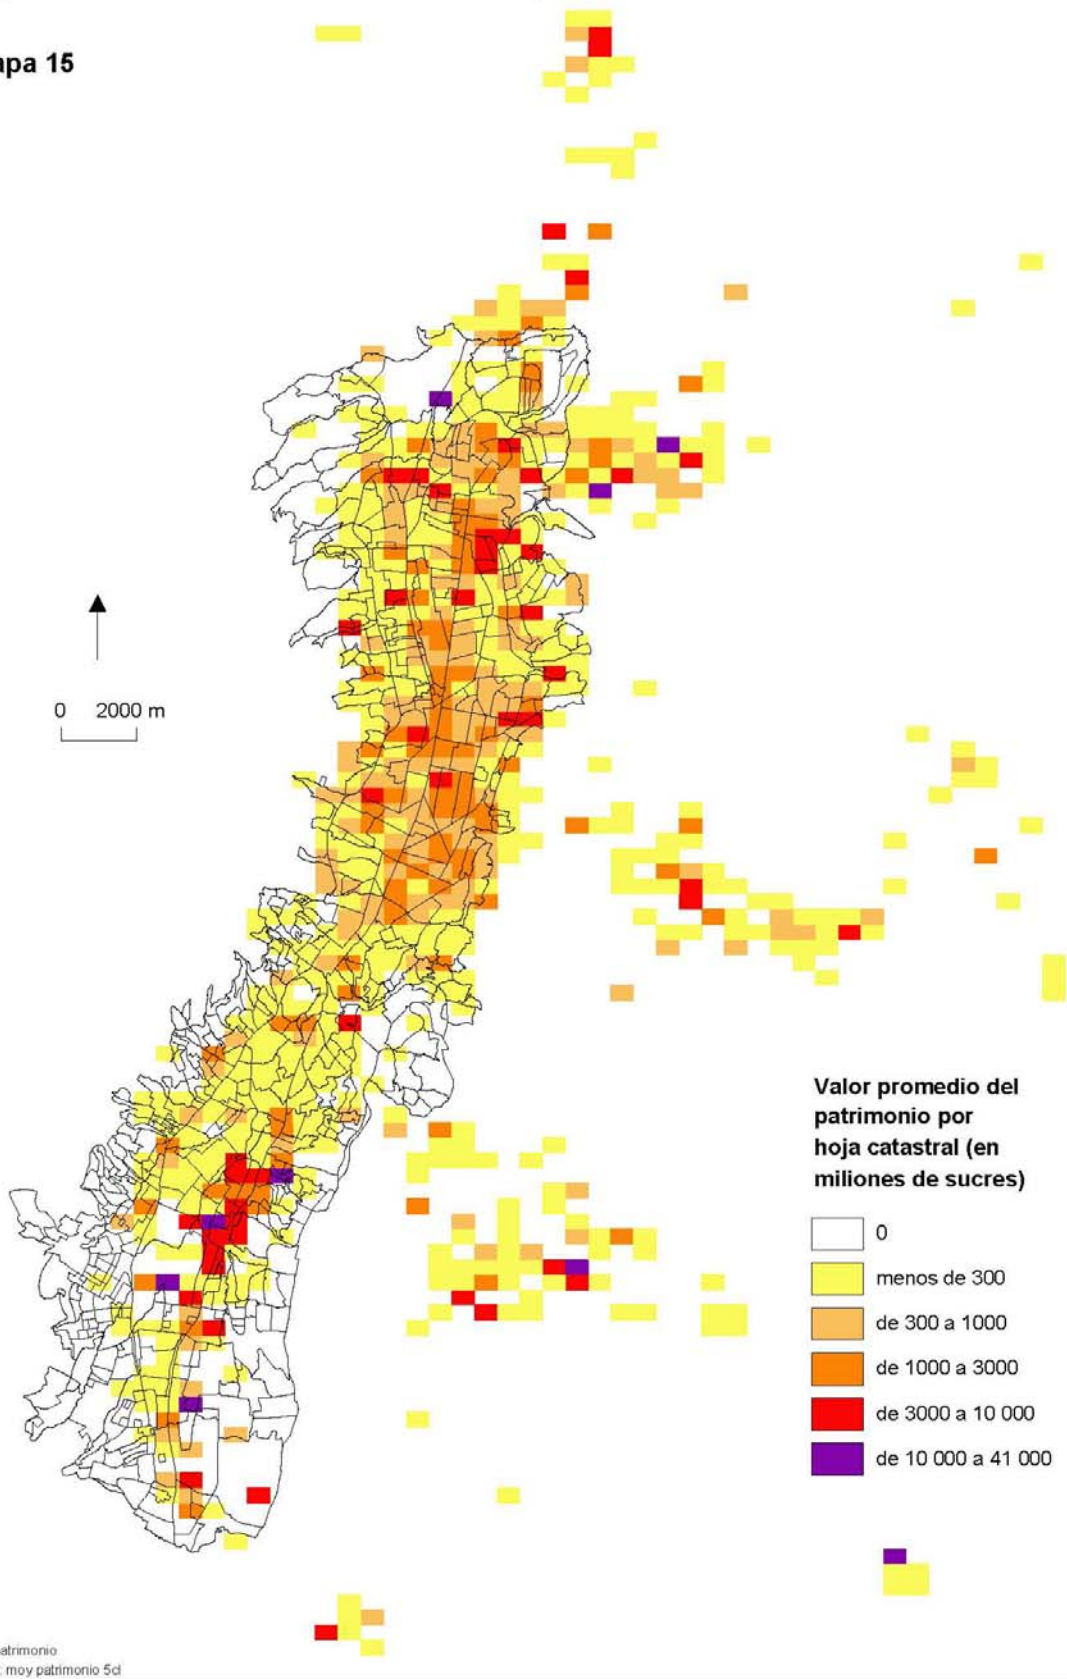 apa 15
0 2000 m
Valor promedio del
patrimonio por
hoja catastral (en
miliones de sucres)
0
menos de 300
de 300 a 1000
de 1000 a 3000
de 3000 a 10 000
de 10 000 a 41 000
atrimonio
: moy patrimonio 5cl